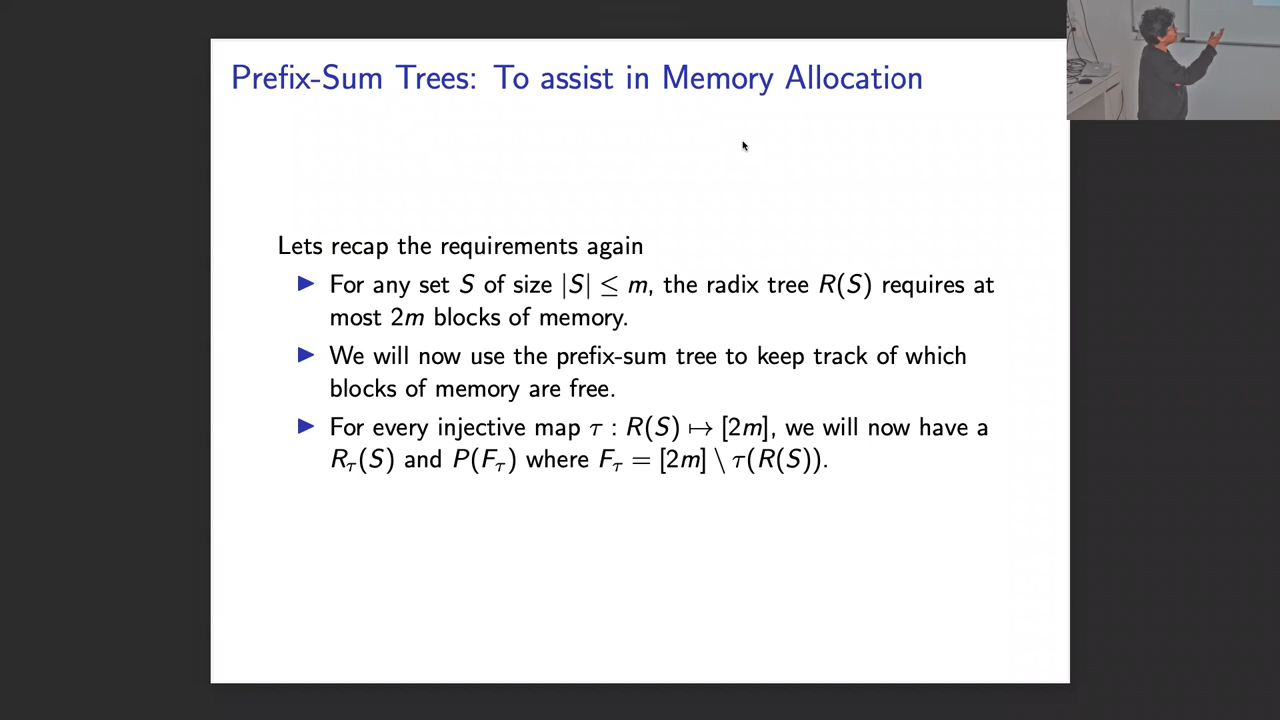 Prefix-Sum Trees: To assist in Memory Allocation
Lets recap the requirements again
▶ For any set S of size |S| ≤ m, the radix tree R(S) requires at
most 2m blocks of memory.
▶ We will now use the prefix-sum tree to keep track of which
blocks of memory are free.
▶ For every injective map τ : R(S) ↦ [2m], we will now have a
R_τ(S) and P(F_τ) where F_τ = [2m] \ τ(R(S)).